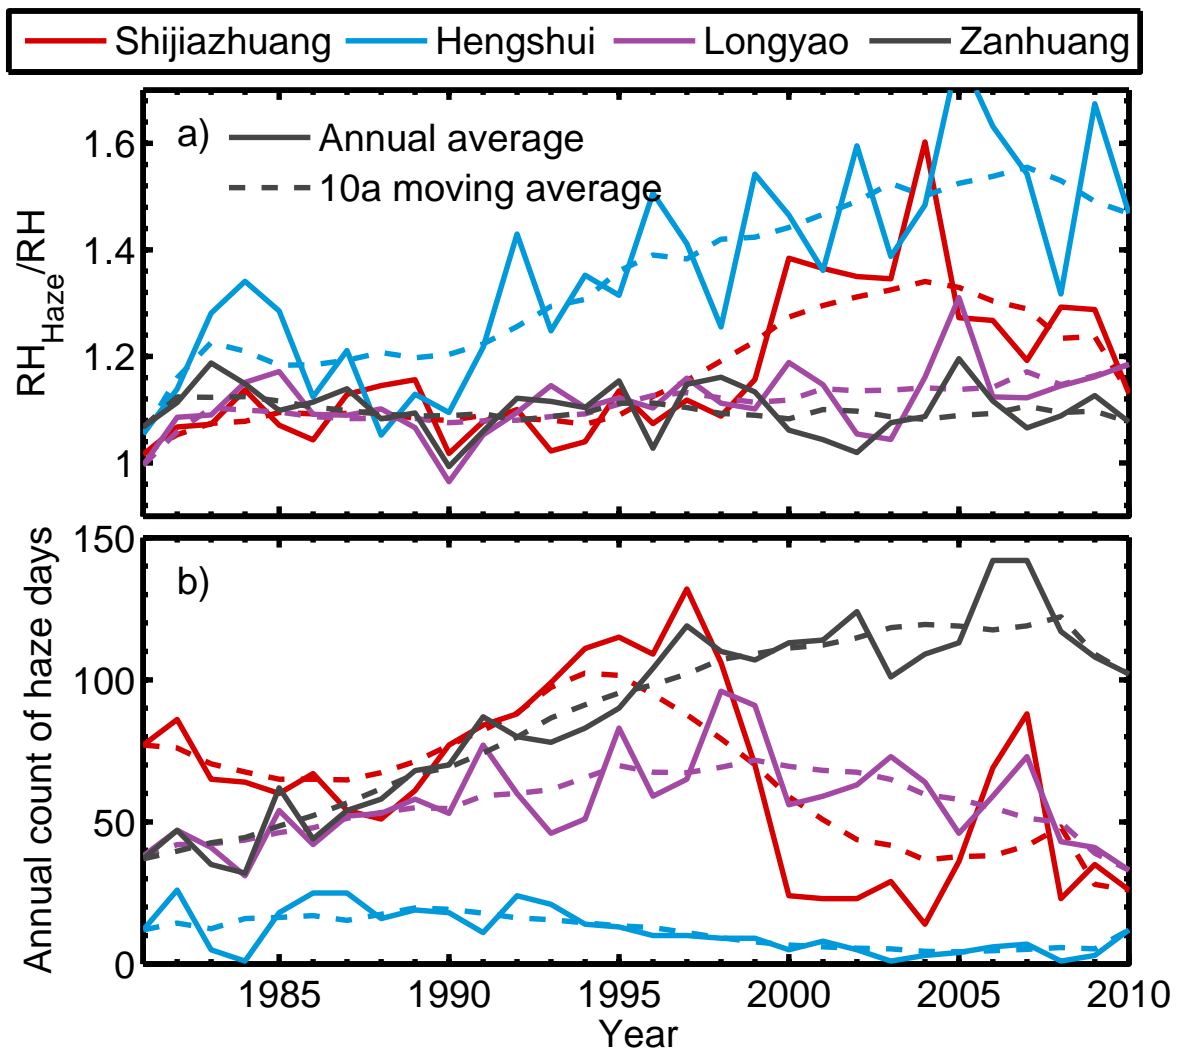 Shijiazhuang Hengshui Longyao Zanhuang
a) Annual average
10a moving average
1.6
1.4
1.2
1
RH_Haze/RH
b)
150
100
50
0
Annual count of haze days
1985 1990 1995 2000 2005 2010
Year